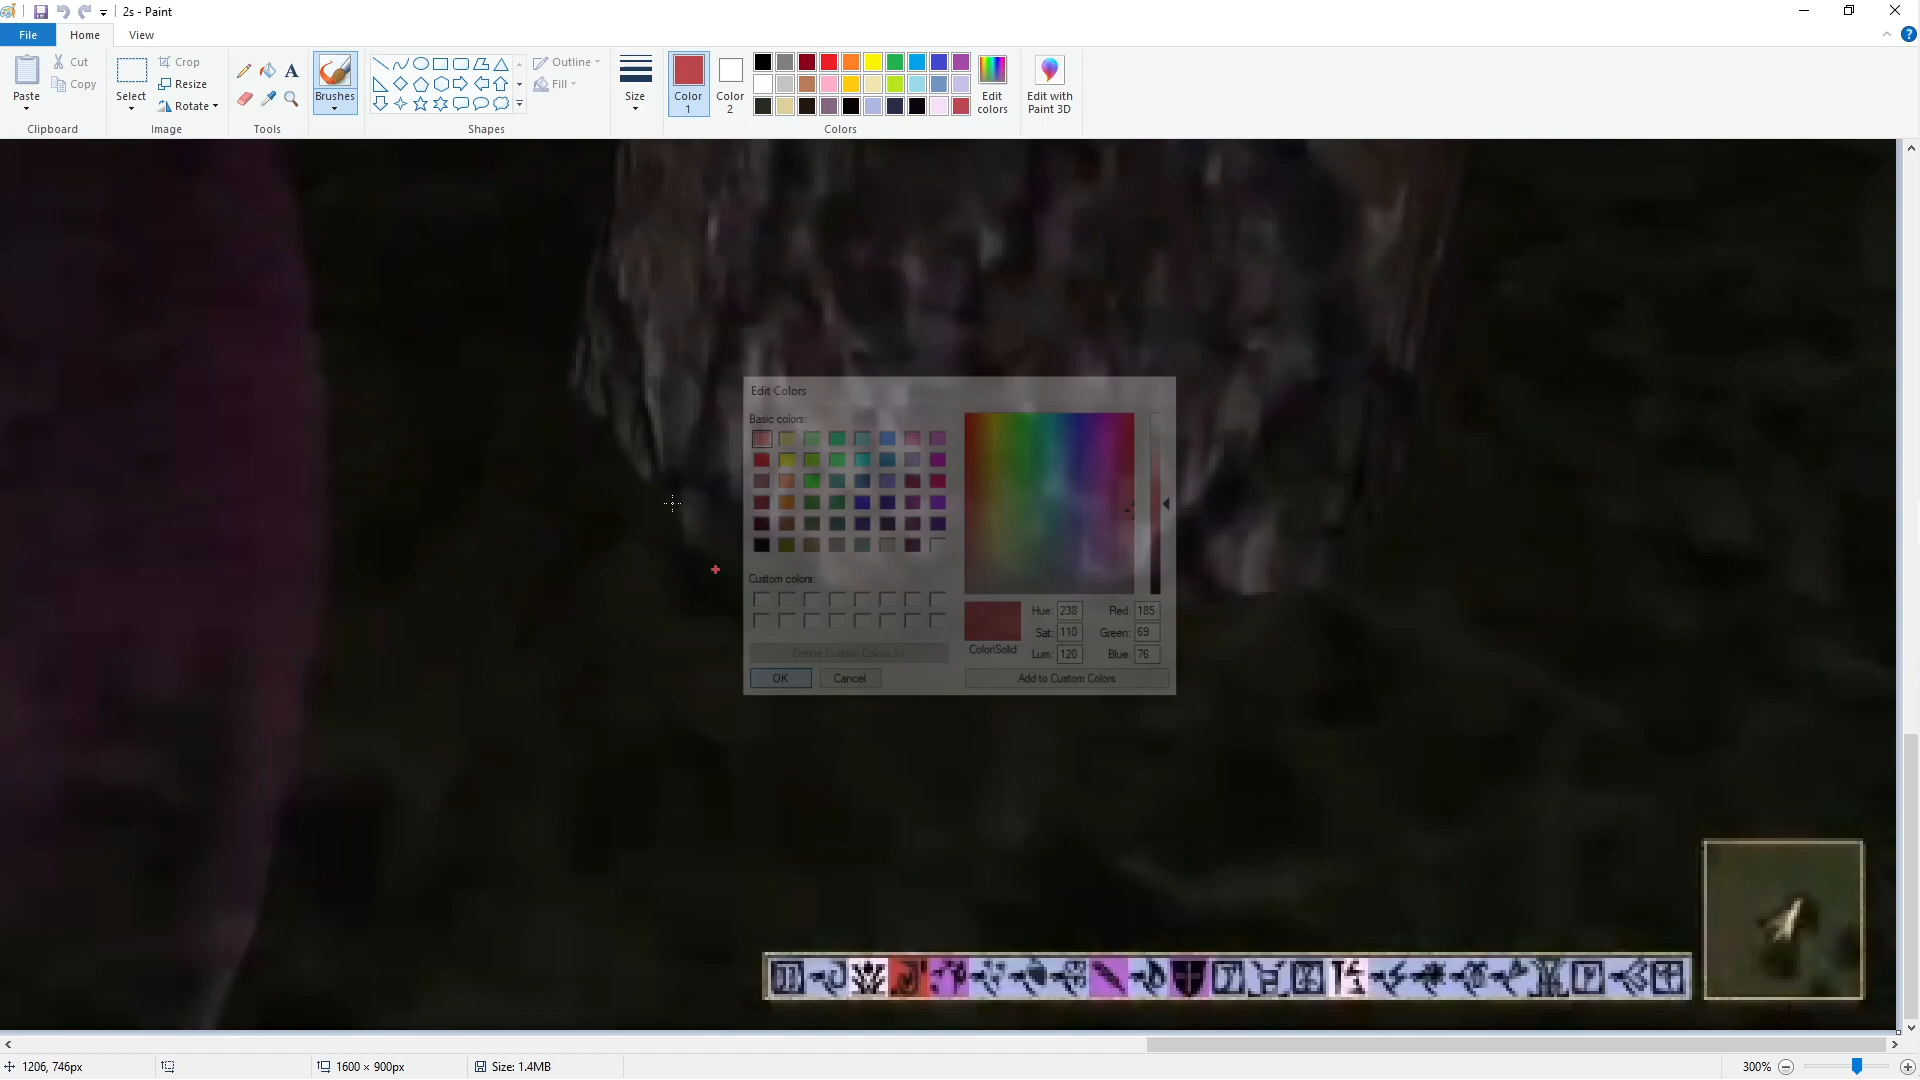 2s - Paint
File Home View
Paste Cut Copy Clipboard
Select Crop Resize Rotate Image
A Tools
Brushes
Shapes
Outline Fill
Size
Color 1 Color 2
Edit colors
Colors
Edit with Paint 3D
Edit Colors
Basic colors:
Custom colors:
Define Custom Colors >>
OK Cancel
Color|Solid
Hue: 238 Red: 185
Sat: 110 Green: 69
Lum: 120 Blue: 76
Add to Custom Colors
1206, 746px 1600 × 900px Size: 1.4MB 300%